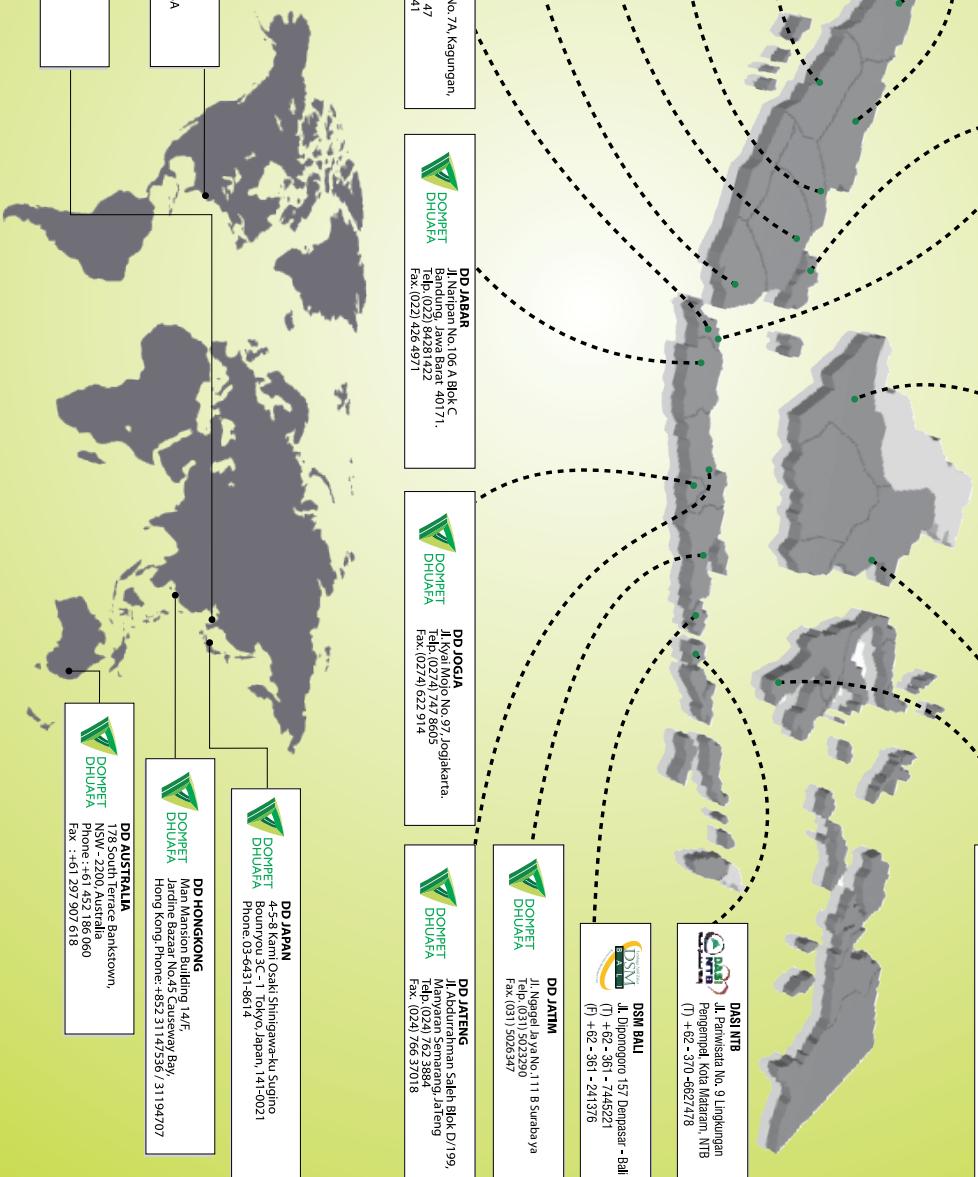 No.7A, Kagungan,
47
41
A
DOMPET
DHUAFA
DD JABAR
Jl. Naripan No.106 A Blok C
Bandung, Jawa Barat 40171.
Telp.(022) 84281422
Fax. (022) 426 4971
DOMPET
DHUAFA
DD JOGJA
Jl. Kyai Mojo No. 97, Jogjakarta.
Telp.(0274) 747 8605
Fax. (0274) 622 914
DOMPET
DHUAFA
DD JATENG
Jl. Abdurrahman Saleh Blok D/199,
Manyaran Semarang, JaTeng
Telp. (024) 762 3884
Fax. (024) 766 37018
DOMPET
DHUAFA
DD JATIM
Jl. Ngagel Jaya No.111 B Surabaya
Telp. (031) 5023290
Fax. (031) 5026347
DSM
BALI
DSM BALI
Jl. Diponogoro 157 Denpasar - Bali
(T) +62 - 361 - 7445221
(F) +62 - 361 - 241376
DASI
NTB
DASI NTB
Jl. Pariwisata No. 9 Lingkungan
Pengempel. Kota Mataram, NTB
(T) +62 - 370 -6627478
DOMPET
DHUAFA
DD JAPAN
4-5-8 Kami Osaki Shinigawa-ku Sugino
Bounryou 3C - 1 Tokyo, Japan, 141-0021
Phone. 03-6431-8614
DOMPET
DHUAFA
DD HONGKONG
Man Mansion Building 14/F,
Jardine Bazaar No.45 Causeway Bay,
Hong Kong. Phone: +852 31147536 / 31194707
DOMPET
DHUAFA
DD AUSTRALIA
178 South Terrace Bankstown,
NSW - 2200, Australia
Phone : +61 452 186 060
Fax : +61 297 907 618